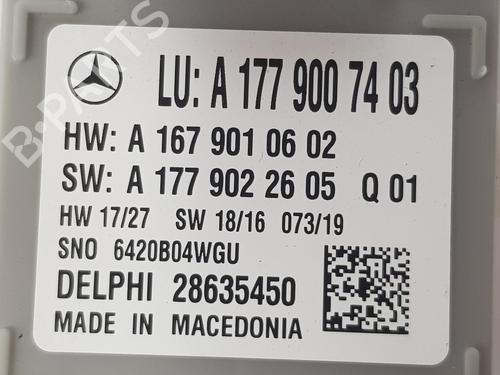 LU: A 177 900 74 03
HW: A 167 901 06 02
SW: A 177 902 26 05 Q 01
HW 17/27 SW 18/16 073/19
SNO 6420B04WGU
DELPHI 28635450
MADE IN MACEDONIA
B-PARTS